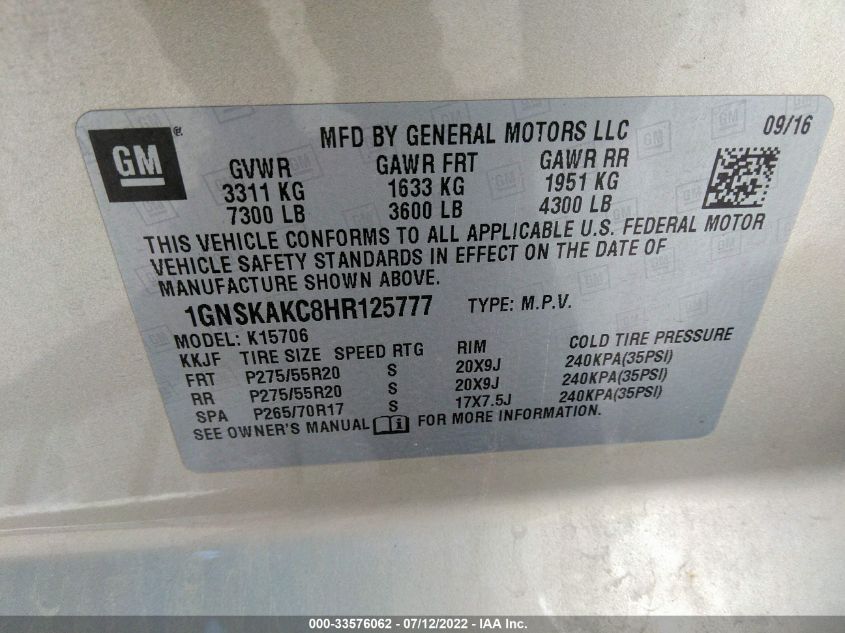 GM
MFD BY GENERAL MOTORS LLC
09/16
GVWR GAWR FRT GAWR RR
3311 KG 1633 KG 1951 KG
7300 LB 3600 LB 4300 LB
THIS VEHICLE CONFORMS TO ALL APPLICABLE U.S. FEDERAL MOTOR
VEHICLE SAFETY STANDARDS IN EFFECT ON THE DATE OF
MANUFACTURE SHOWN ABOVE.
1GNSKAKC8HR125777 TYPE: M.P.V.
MODEL: K15706
KKJF TIRE SIZE SPEED RTG RIM COLD TIRE PRESSURE
FRT P275/55R20 S 20X9J 240KPA(35PSI)
RR P275/55R20 S 20X9J 240KPA(35PSI)
SPA P265/70R17 S 17X7.5J 240KPA(35PSI)
SEE OWNER'S MANUAL FOR MORE INFORMATION.
000-33576062 - 07/12/2022 - IAA Inc.